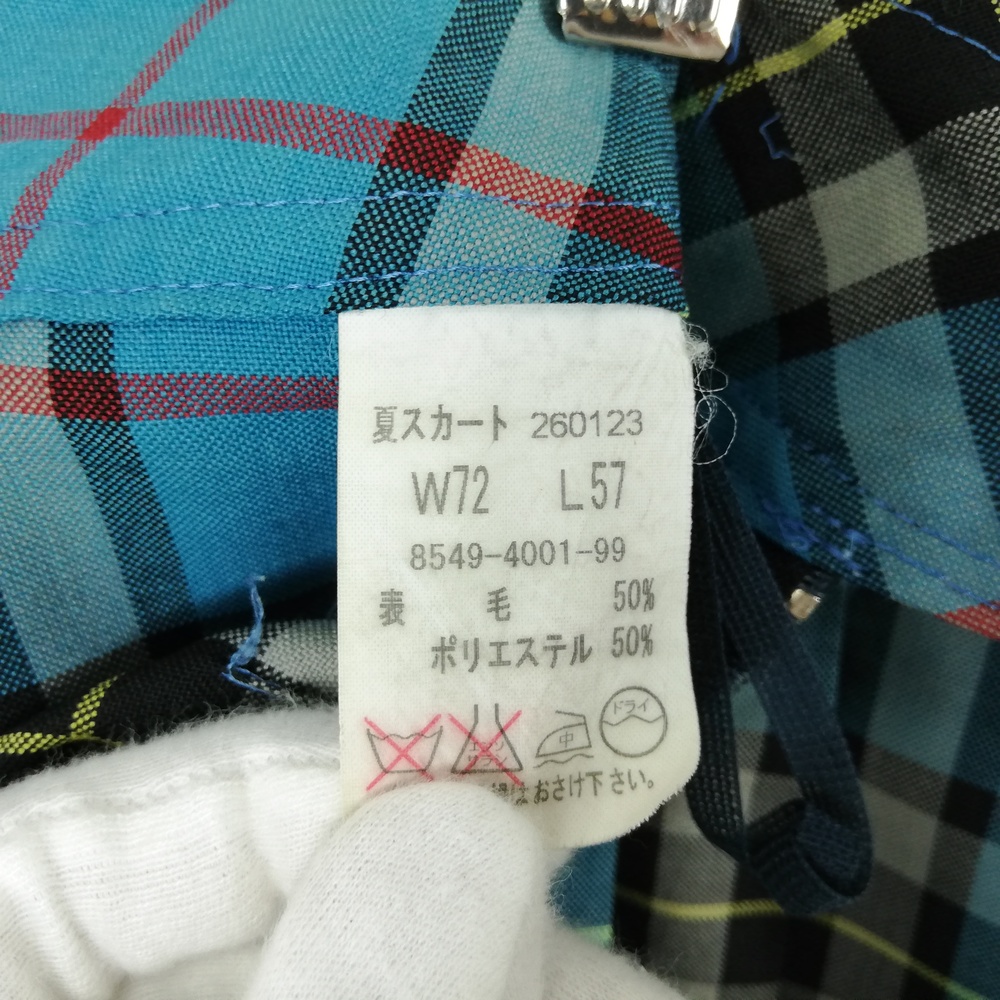 夏スカート 260123
W72 L57
8549-4001-99
表 毛 50%
ポリエステル 50%
中 ドライ
はおさけ下さい。